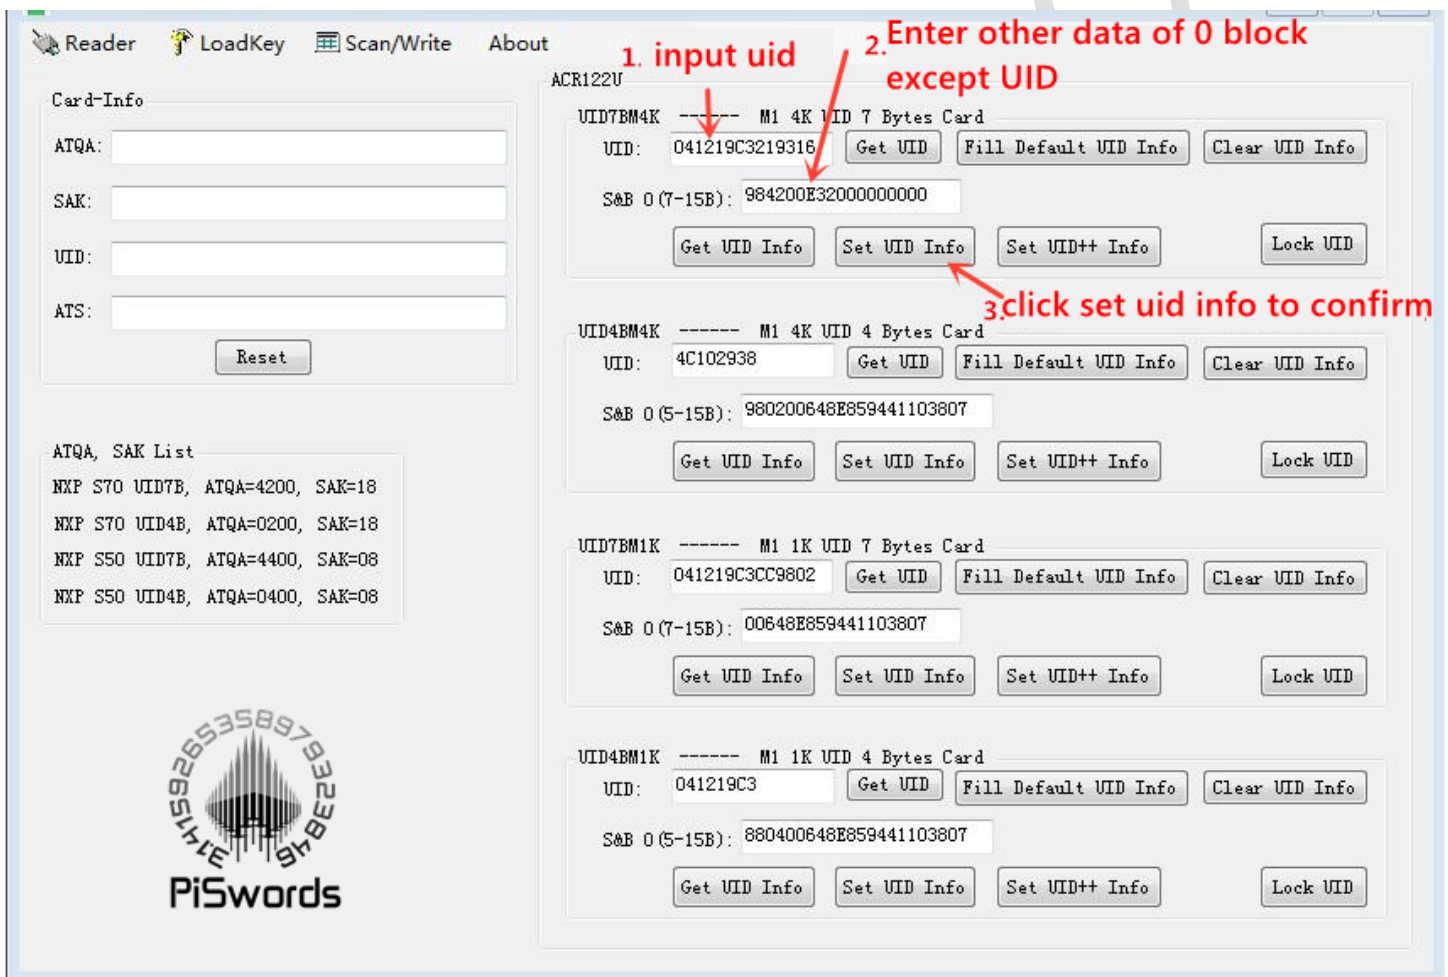 Reader LoadKey Scan/Write About
1. input uid
2. Enter other data of 0 block
except UID
Card-Info
ATQA:
SAK:
UID:
ATS:
Reset
ATQA, SAK List
NXP S70 UID7B, ATQA=4200, SAK=18
NXP S70 UID4B, ATQA=0200, SAK=18
NXP S50 UID7B, ATQA=4400, SAK=08
NXP S50 UID4B, ATQA=0400, SAK=08
3.14159265358979323846
PiSwords
ACR122U
UID7BM4K ------ M1 4K UID 7 Bytes Card
UID: 041219C3219316 Get UID Fill Default UID Info Clear UID Info
S&B 0(7-15B): 984200E32000000000
Get UID Info Set UID Info Set UID++ Info Lock UID
3.click set uid info to confirm
UID4BM4K ------ M1 4K UID 4 Bytes Card
UID: 4C102938 Get UID Fill Default UID Info Clear UID Info
S&B 0(5-15B): 980200648E859441103807
Get UID Info Set UID Info Set UID++ Info Lock UID
UID7BM1K ------ M1 1K UID 7 Bytes Card
UID: 041219C3CC9802 Get UID Fill Default UID Info Clear UID Info
S&B 0(7-15B): 00648E859441103807
Get UID Info Set UID Info Set UID++ Info Lock UID
UID4BM1K ------ M1 1K UID 4 Bytes Card
UID: 041219C3 Get UID Fill Default UID Info Clear UID Info
S&B 0(5-15B): 880400648E859441103807
Get UID Info Set UID Info Set UID++ Info Lock UID